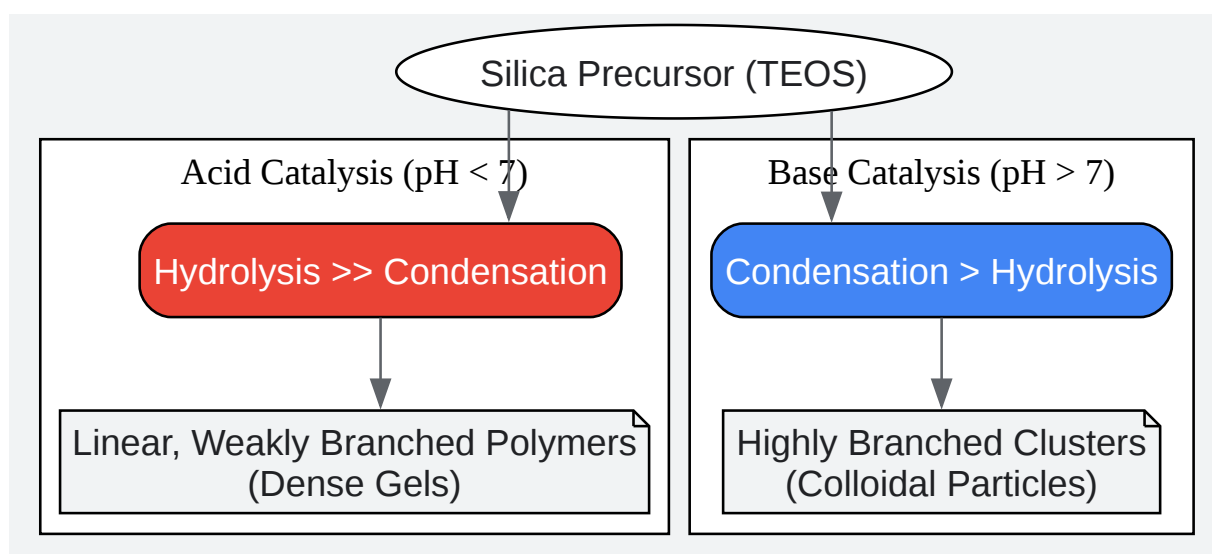 Silica Precursor (TEOS)
Acid Catalysis (pH < 7)
Hydrolysis >> Condensation
Linear, Weakly Branched Polymers
(Dense Gels)
Base Catalysis (pH > 7)
Condensation > Hydrolysis
Highly Branched Clusters
(Colloidal Particles)